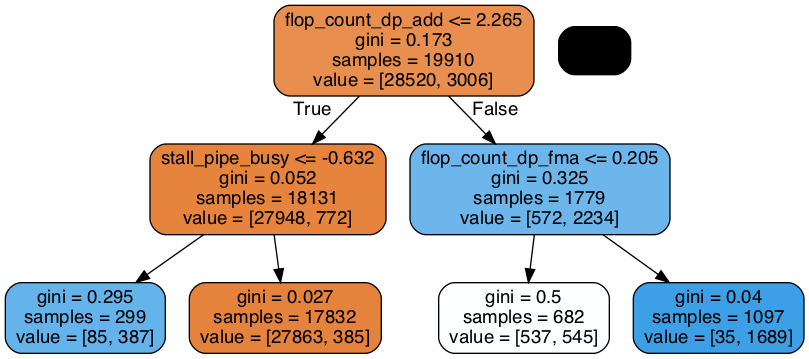 flop_count_dp_add <= 2.265
gini = 0.173
samples = 19910
value = [28520, 3006]
True
False
stall_pipe_busy <= -0.632
gini = 0.052
samples = 18131
value = [27948, 772]
flop_count_dp_fma <= 0.205
gini = 0.325
samples = 1779
value = [572, 2234]
gini = 0.295
samples = 299
value = [85, 387]
gini = 0.027
samples = 17832
value = [27863, 385]
gini = 0.5
samples = 682
value = [537, 545]
gini = 0.04
samples = 1097
value = [35, 1689]